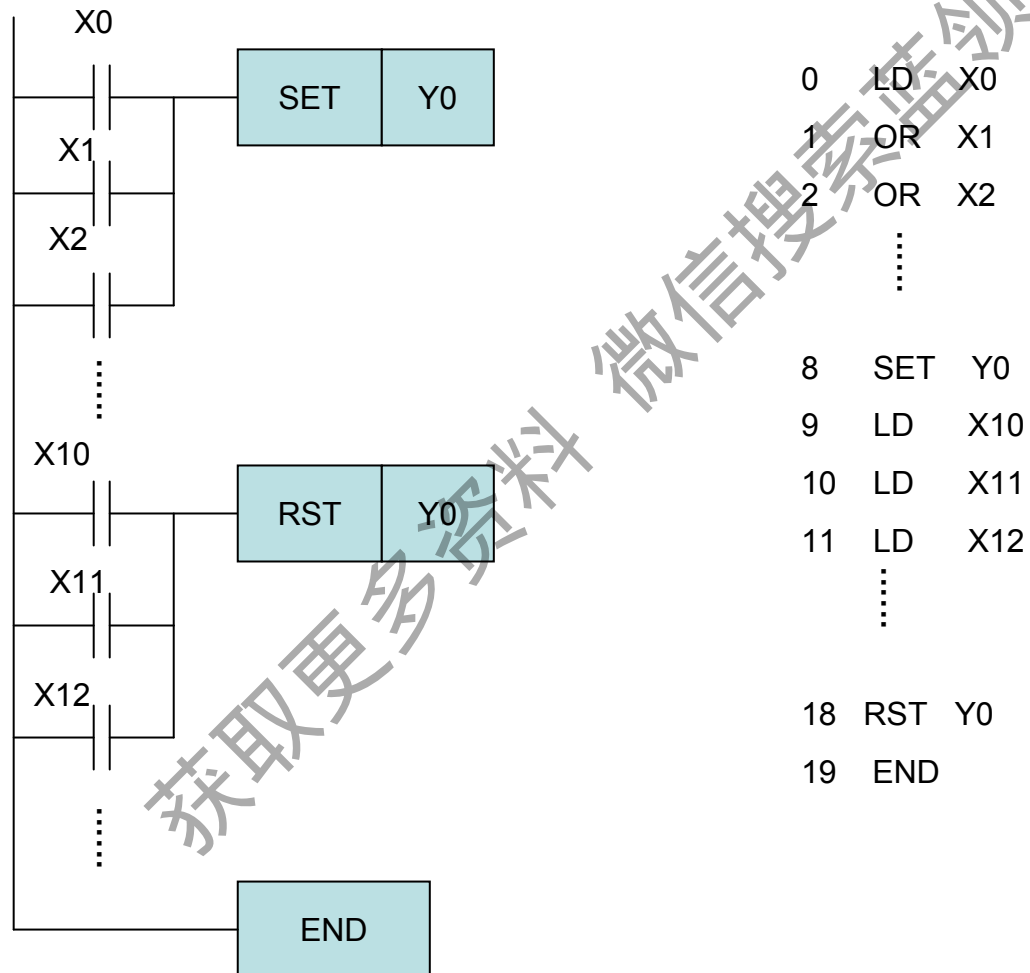 X0
SET Y0
X1
X2
X10
RST Y0
X11
X12
END
0 LD X0
1 OR X1
2 OR X2
8 SET Y0
9 LD X10
10 LD X11
11 LD X12
18 RST Y0
19 END
获取更多资料 微信搜索蓝领